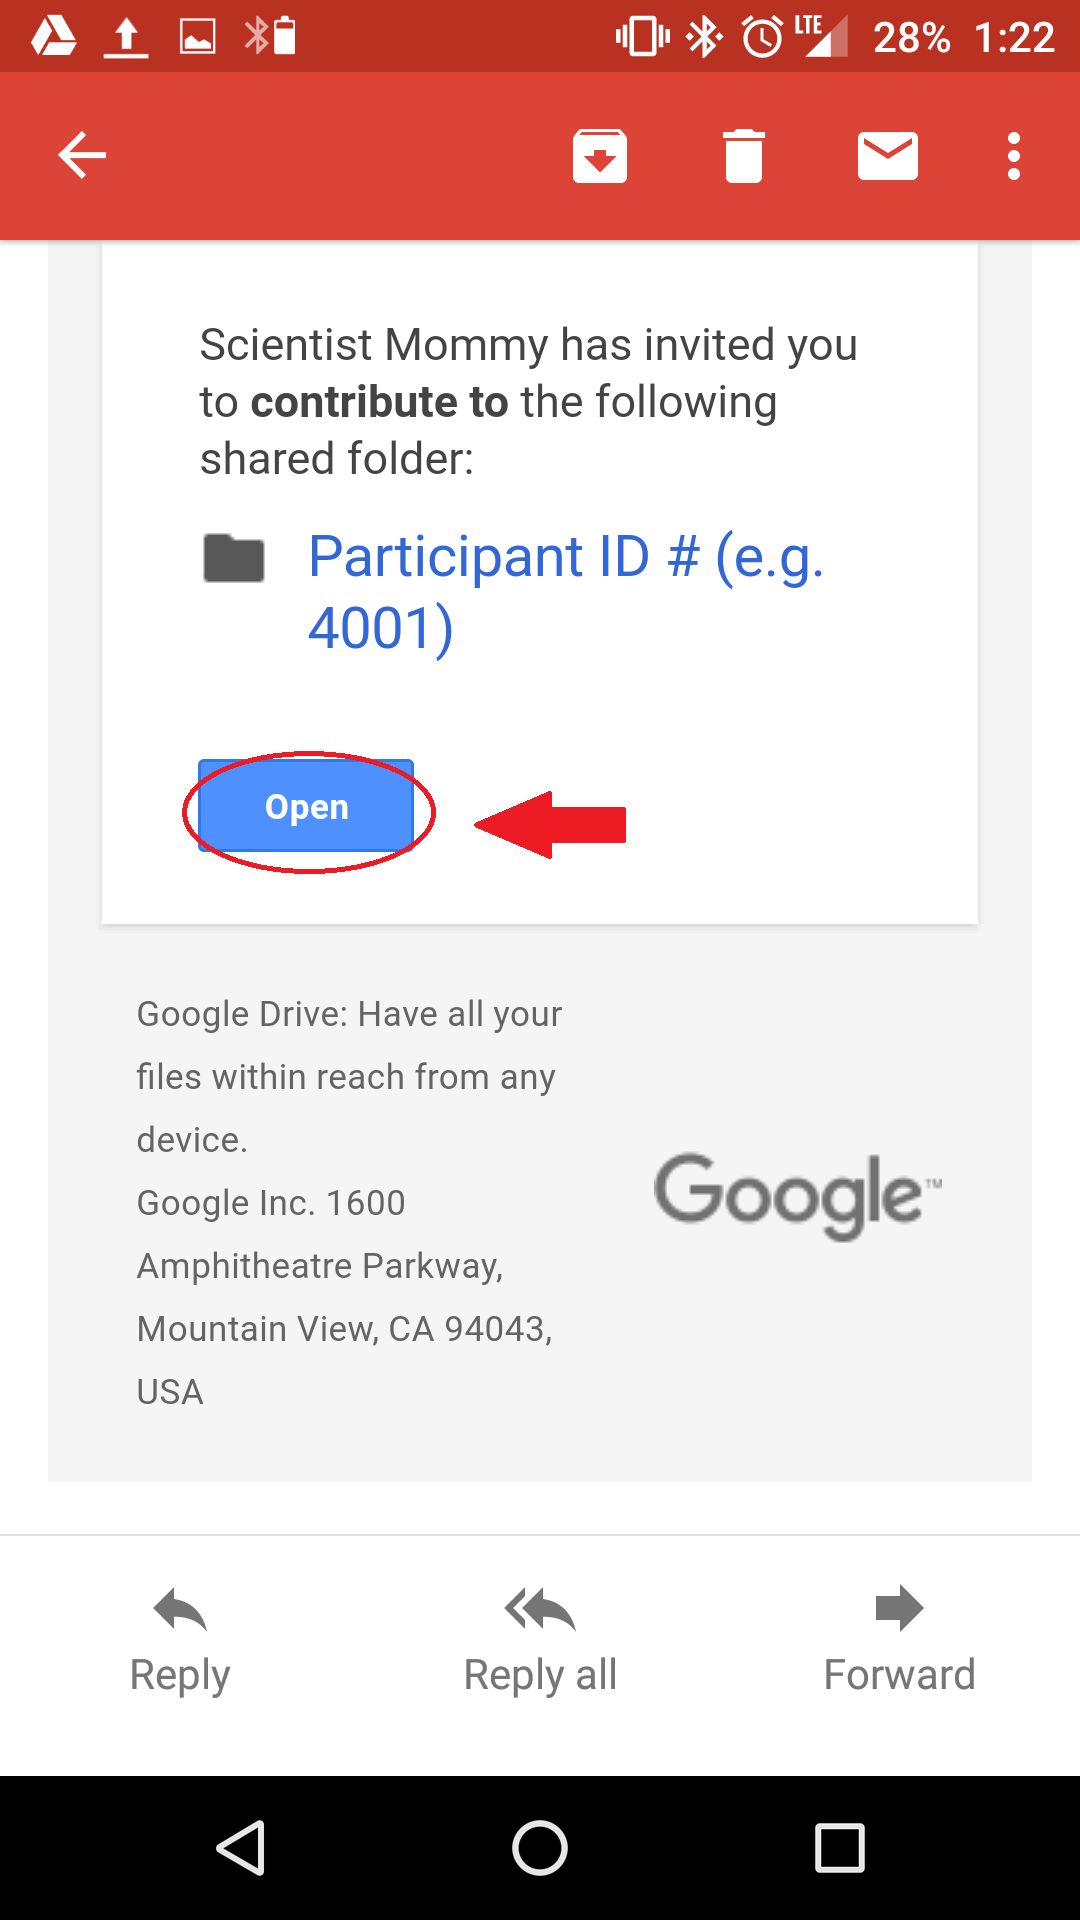 LTE 28% 1:22
Scientist Mommy has invited you
to contribute to the following
shared folder:
Participant ID # (e.g.
4001)
Open
Google Drive: Have all your
files within reach from any
device.
Google Inc. 1600
Amphitheatre Parkway,
Mountain View, CA 94043,
USA
Google™
Reply Reply all Forward